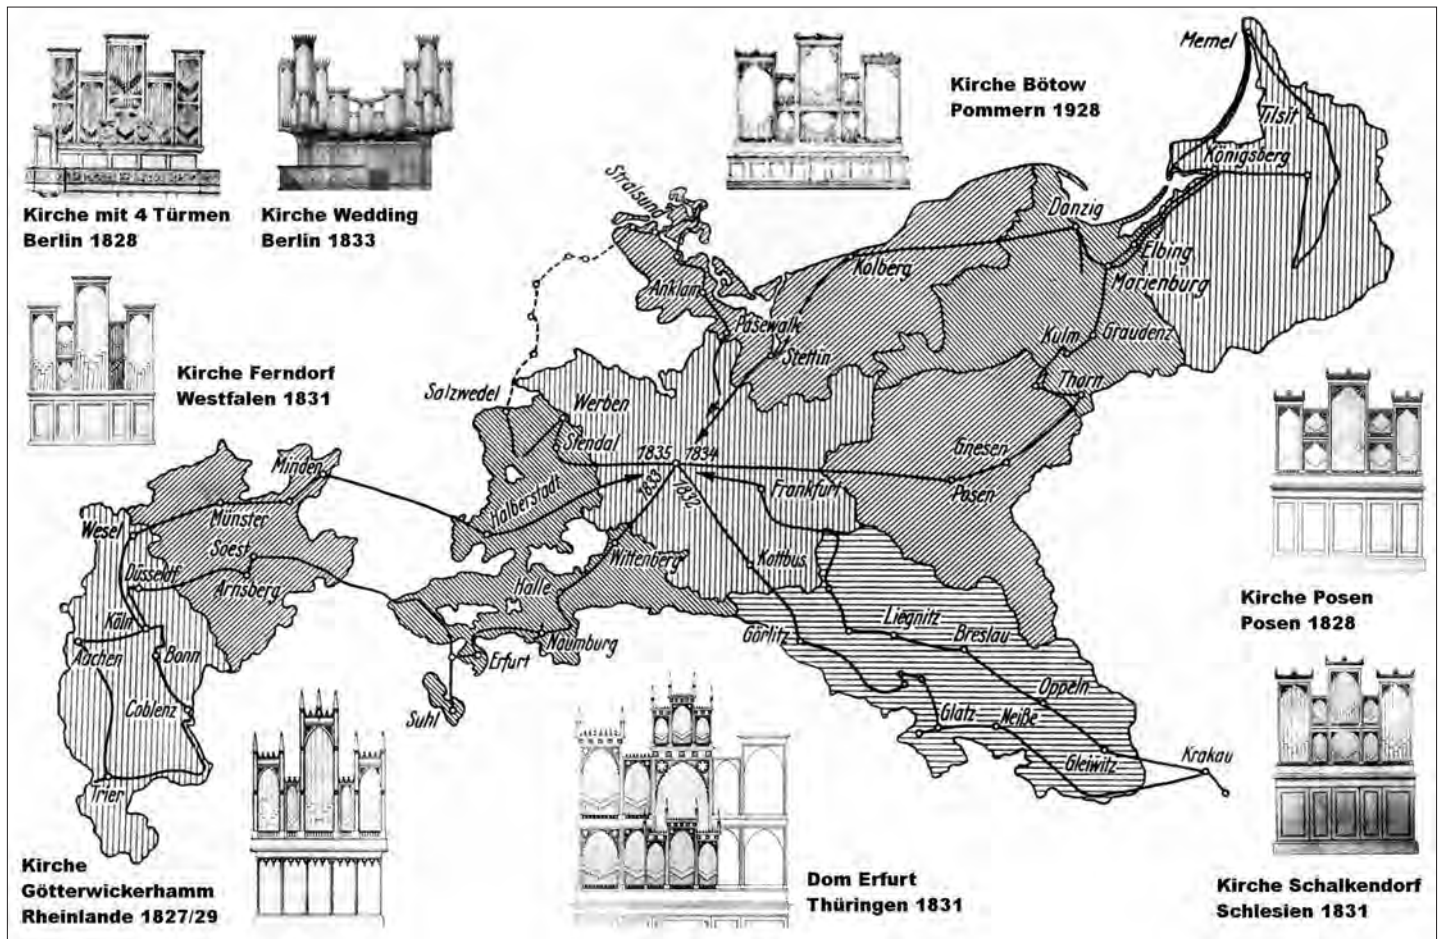 Kirche mit 4 Türmen
Berlin 1828
Kirche Wedding
Berlin 1833
Kirche Bötow
Pommern 1928
Memel
Tilsit
Königsberg
Stralsund
Danzig
Elbing
Marienburg
Kolberg
Anklam
Pasewalk
Stettin
Kulm
Graudenz
Thorn
Kirche Ferndorf
Westfalen 1831
Salzwedel
Werben
Stendal
1835
1834
1833
1832
Gnesen
Posen
Frankfurt
Halberstadt
Minden
Wesel
Münster
Soest
Düsseldf.
Arnsberg
Wittenberg
Kottbus
Halle
Köln
Aachen
Bonn
Naumburg
Erfurt
Görlitz
Liegnitz
Breslau
Oppeln
Coblenz
Suhl
Glatz
Neiße
Gleiwitz
Krakau
Trier
Kirche Posen
Posen 1828
Kirche
Götterwickerhamm
Rheinlande 1827/29
Dom Erfurt
Thüringen 1831
Kirche Schalkendorf
Schlesien 1831